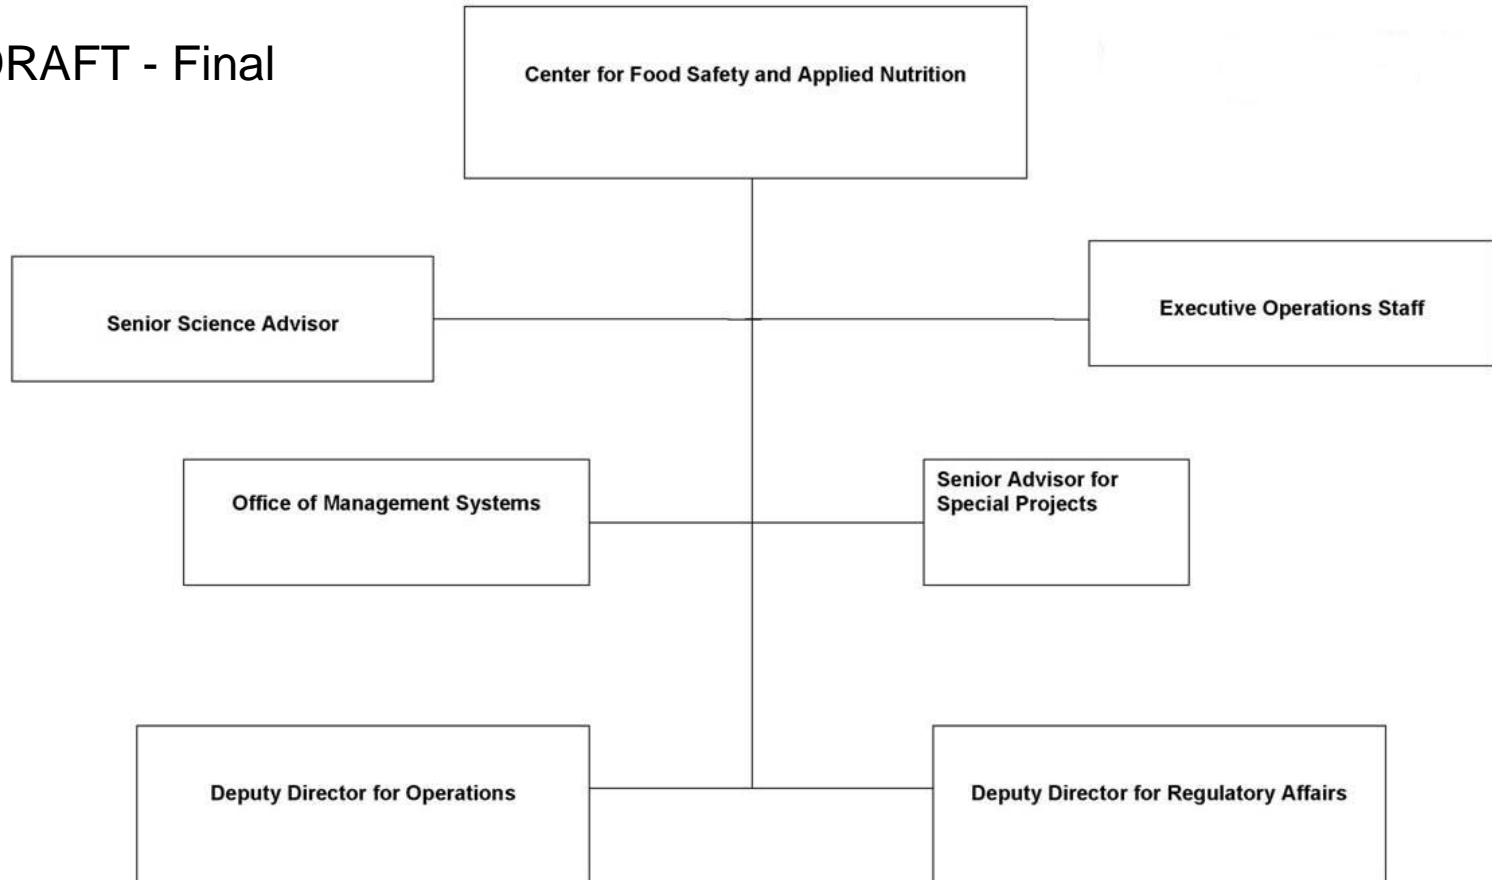 DRAFT - Final
Center for Food Safety and Applied Nutrition
Senior Science Advisor
Executive Operations Staff
Office of Management Systems
Senior Advisor for
Special Projects
Deputy Director for Operations
Deputy Director for Regulatory Affairs